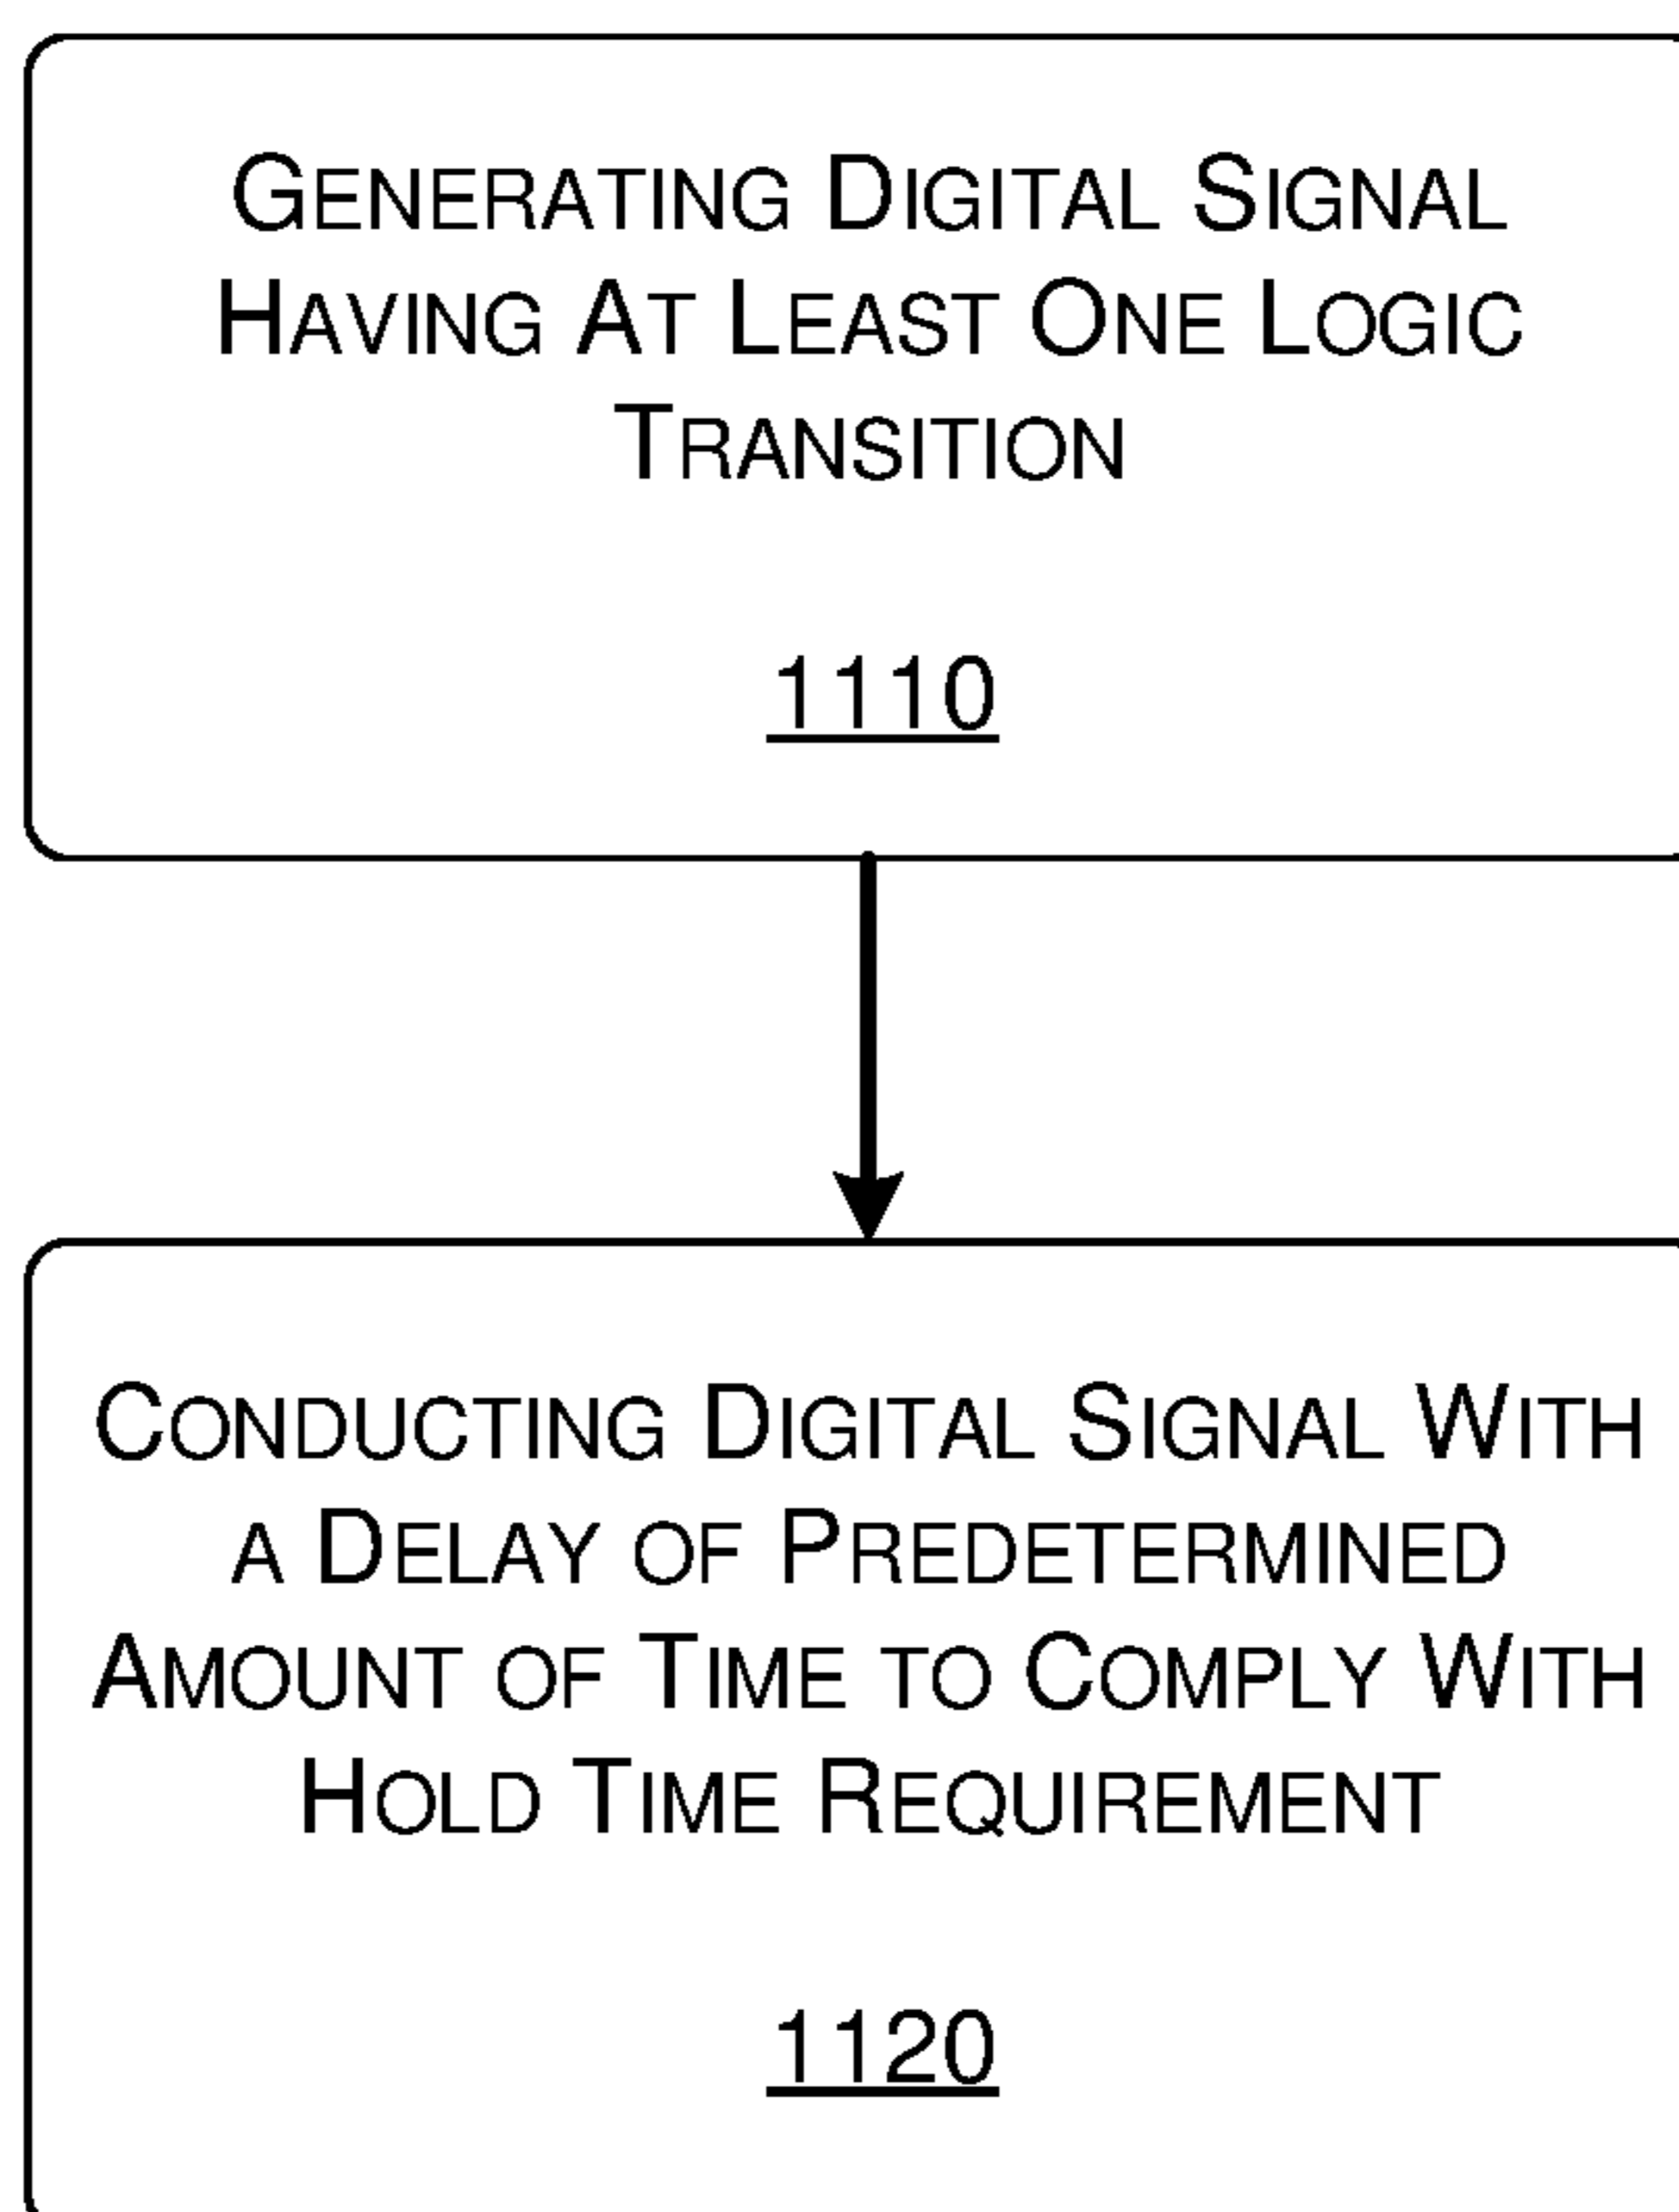 Generating Digital Signal
Having At Least One Logic
Transition
1110
Conducting Digital Signal With
a Delay of Predetermined
Amount of Time to Comply With
Hold Time Requirement
1120